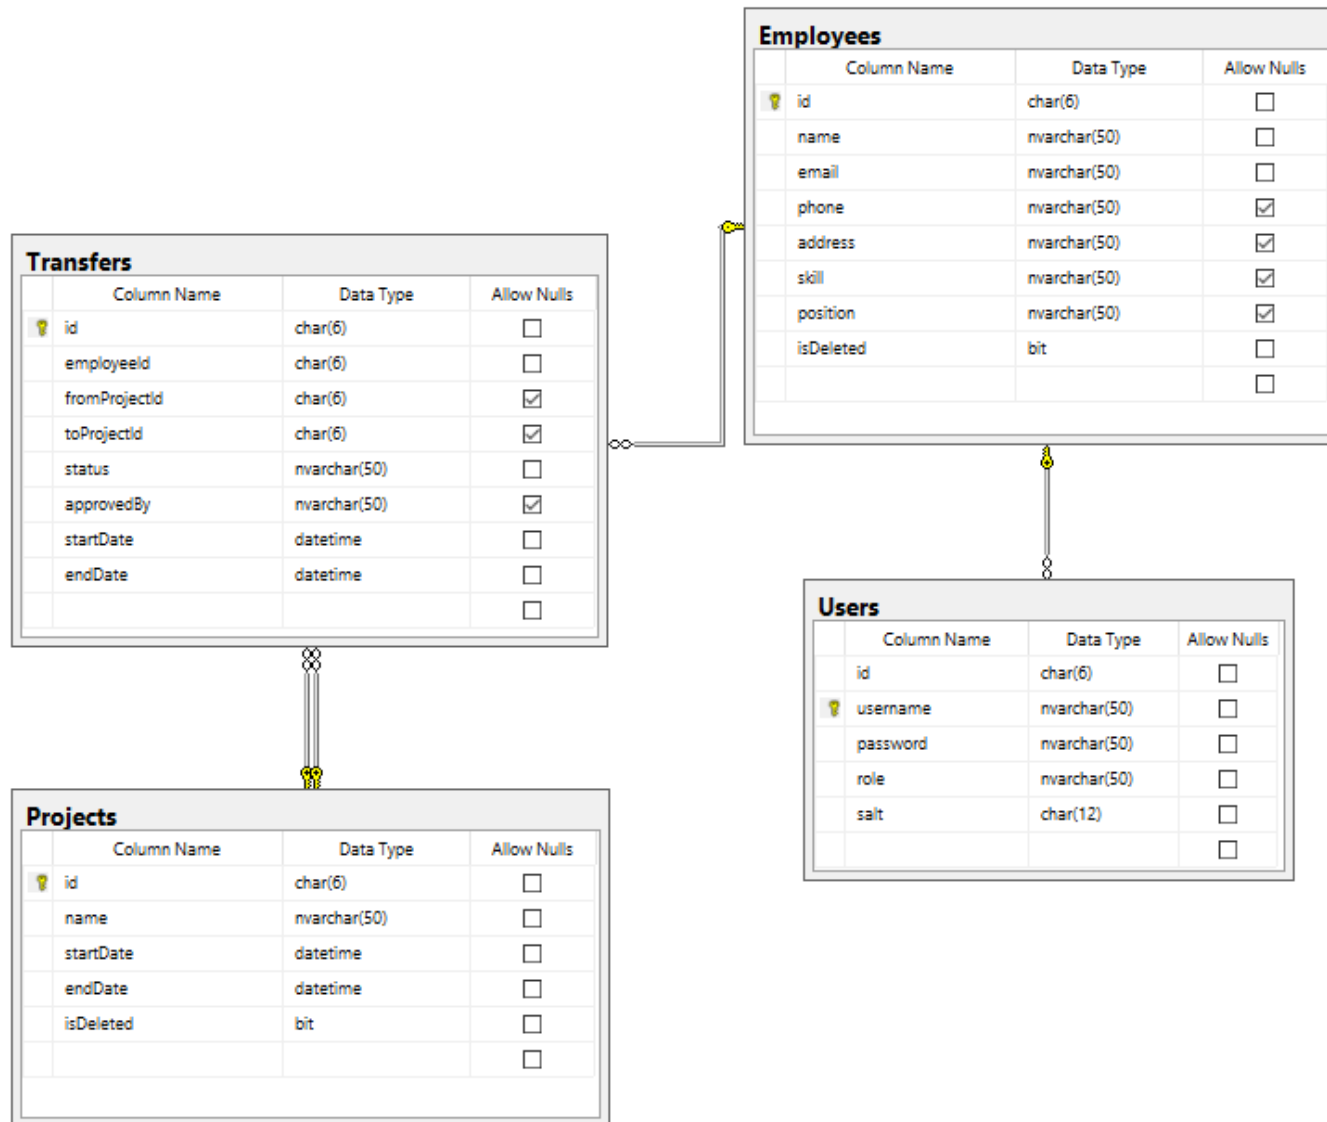 Employees
Column Name Data Type Allow Nulls
id char(6)
name nvarchar(50)
email nvarchar(50)
phone nvarchar(50)
address nvarchar(50)
skill nvarchar(50)
position nvarchar(50)
isDeleted bit
Transfers
Column Name Data Type Allow Nulls
id char(6)
employeeId char(6)
fromProjectId char(6)
toProjectId char(6)
status nvarchar(50)
approvedBy nvarchar(50)
startDate datetime
endDate datetime
Users
Column Name Data Type Allow Nulls
id char(6)
username nvarchar(50)
password nvarchar(50)
role nvarchar(50)
salt char(12)
Projects
Column Name Data Type Allow Nulls
id char(6)
name nvarchar(50)
startDate datetime
endDate datetime
isDeleted bit